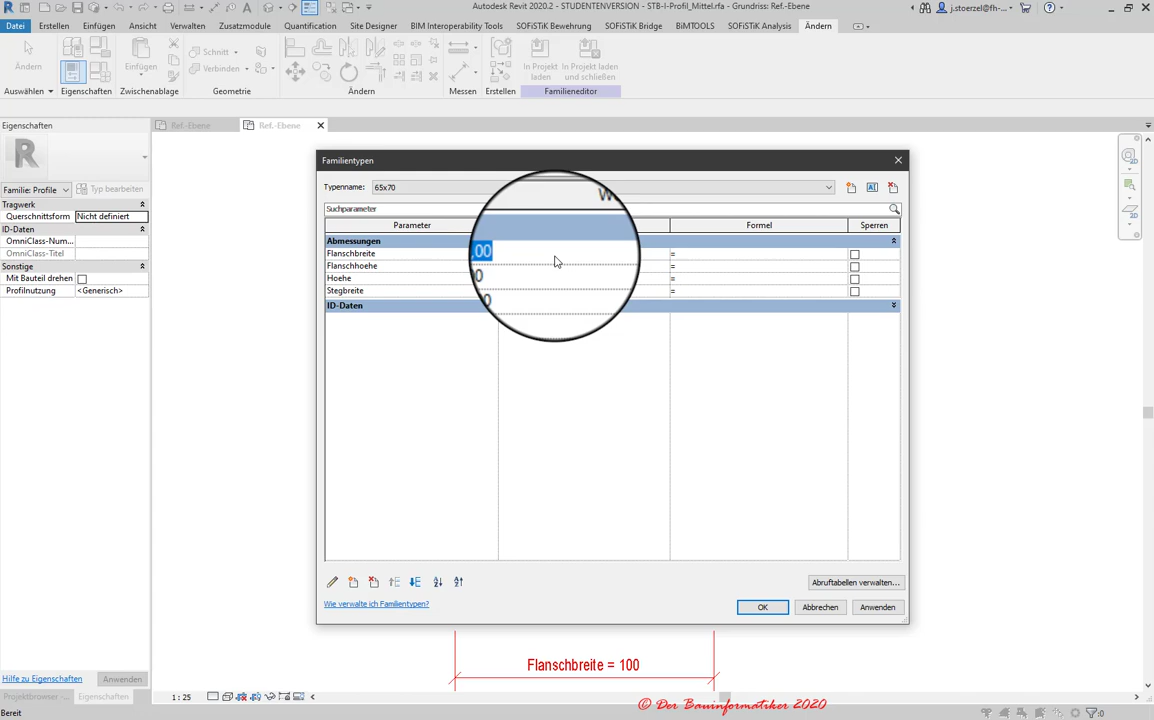 Autodesk Revit 2020.2 - STUDENTENVERSION - STB-I-Profil_Mittel.rfa - Grundriss: Ref.-Ebene
j.stoerzel@fh-...
Datei Erstellen Einfügen Ansicht Verwalten Zusatzmodule Quantification Site Designer BIM Interoperability Tools SOFiSTiK Bridge BiMTOOLS SOFiSTiK Bewehrung SOFiSTiK Analysis Ändern
Ändern
Einfügen
Schnitt
Verbinden
In Projekt laden
In Projekt laden und schließen
Auswählen Eigenschaften Zwischenablage Geometrie Ändern Messen Erstellen Familieneditor
Eigenschaften
Ref.-Ebene
Ref.-Ebene
Familie: Profile
Typ bearbeiten
Tragwerk
Querschnittsform Nicht definiert
ID-Daten
OmniClass-Num...
OmniClass-Titel
Sonstige
Mit Bauteil drehen
Profilnutzung <Generisch>
Hilfe zu Eigenschaften
Anwenden
Projektbrowser -...
Eigenschaften
Bereit
Familientypen
Typenname: 65x70
Suchparameter
Parameter Formel Sperren
Abmessungen
Flanschbreite =
Flanschhoehe =
Hoehe =
Stegbreite =
ID-Daten
Abruftabellen verwalten...
Wie verwalte ich Familientypen?
OK Abbrechen Anwenden
Flanschbreite = 100
1 : 25
© Der Bauinformatiker 2020
:0